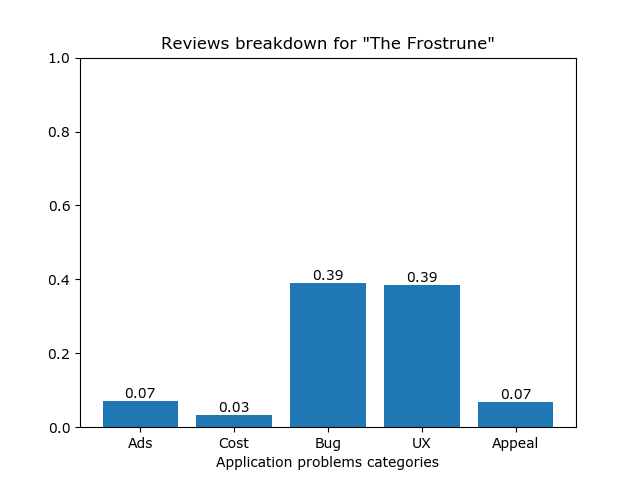 Reviews breakdown for "The Frostrune"
1.0
0.8
0.6
0.4
0.2
0.0
0.07
0.03
0.39
0.39
0.07
Ads
Cost
Bug
UX
Appeal
Application problems categories